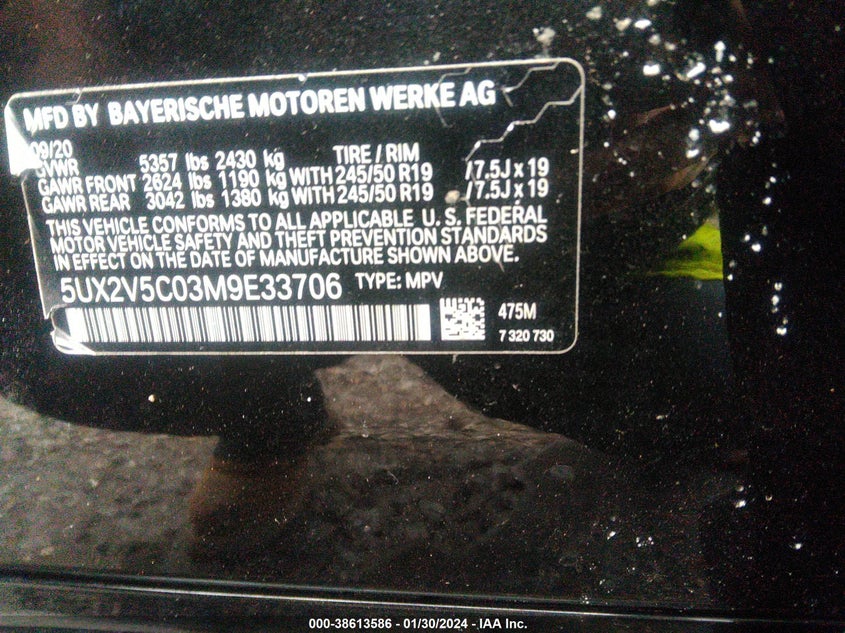 MFD BY BAYERISCHE MOTOREN WERKE AG
09/20
GVWR 5357 lbs 2430 kg TIRE / RIM
GAWR FRONT 2624 lbs 1190 kg WITH 245/50 R19 / 7.5J x 19
GAWR REAR 3042 lbs 1380 kg WITH 245/50 R19 / 7.5J x 19
THIS VEHICLE CONFORMS TO ALL APPLICABLE U. S. FEDERAL
MOTOR VEHICLE SAFETY AND THEFT PREVENTION STANDARDS
IN EFFECT ON THE DATE OF MANUFACTURE SHOWN ABOVE.
5UX2V5C03M9E33706 TYPE: MPV
475M
7 320 730
000-38613586 - 01/30/2024 - IAA Inc.